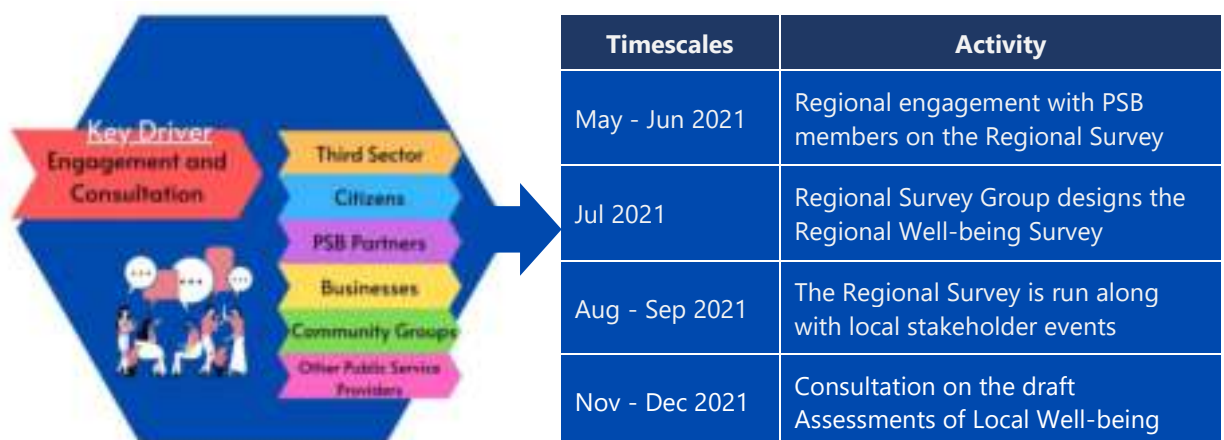 Key Driver
Engagement and
Consultation
Third Sector
Citizens
PSB Partners
Businesses
Community Groups
Other Public Service
Providers
Timescales Activity
May - Jun 2021 Regional engagement with PSB
members on the Regional Survey
Jul 2021 Regional Survey Group designs the
Regional Well-being Survey
Aug - Sep 2021 The Regional Survey is run along
with local stakeholder events
Nov - Dec 2021 Consultation on the draft
Assessments of Local Well-being